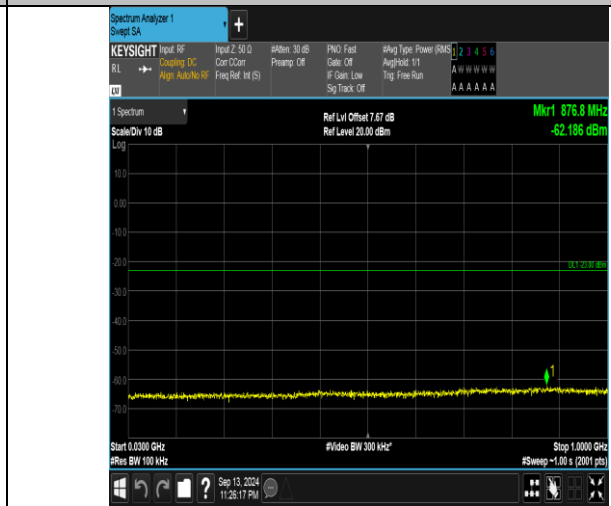 Spectrum Analyzer 1
Swept SA
+
KEYSIGHT
RL
LXI
Input: RF
Coupling: DC
Align: Auto/No RF
Input Z: 50 Ω
Corr CCorr
Freq Ref: Int (S)
#Atten: 30 dB
Preamp: Off
PNO: Fast
Gate: Off
IF Gain: Low
Sig Track: Off
#Avg Type: Power (RMS
Avg|Hold: 1/1
Trig: Free Run
1 2 3 4 5 6
A W W W W W
A A A A A A
1 Spectrum
Scale/Div 10 dB
Log
Ref Lvl Offset 7.67 dB
Ref Level 20.00 dBm
Mkr1 876.8 MHz
-62.186 dBm
10.0
0.00
-10.0
-20.0
DL1 -23.00 dBm
-30.0
-40.0
-50.0
-60.0
1
-70.0
Start 0.0300 GHz
#Res BW 100 kHz
#Video BW 300 kHz*
Stop 1.0000 GHz
#Sweep ~1.00 s (2001 pts)
?
Sep 13, 2024
11:26:17 PM